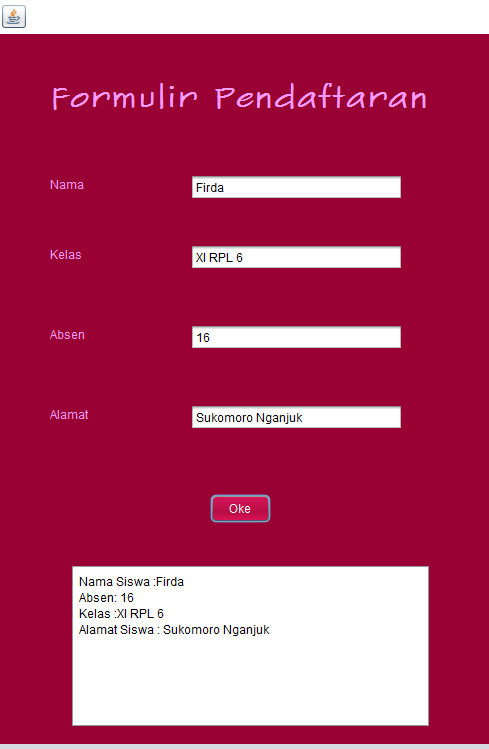 Formulir Pendaftaran
Nama Firda
Kelas XI RPL 6
Absen 16
Alamat Sukomoro Nganjuk
Oke
Nama Siswa :Firda
Absen: 16
Kelas :XI RPL 6
Alamat Siswa : Sukomoro Nganjuk